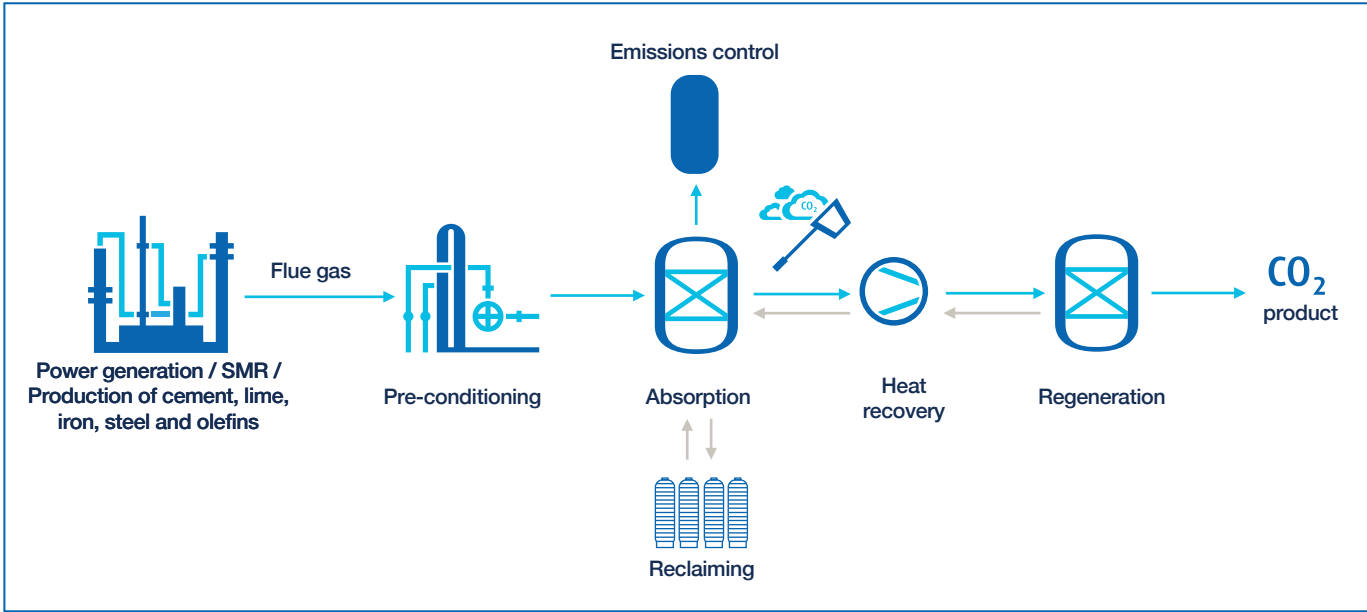 Emissions control
CO₂
Flue gas
CO₂
product
Power generation / SMR /
Production of cement, lime,
iron, steel and olefins
Pre-conditioning
Absorption
Heat
recovery
Regeneration
Reclaiming